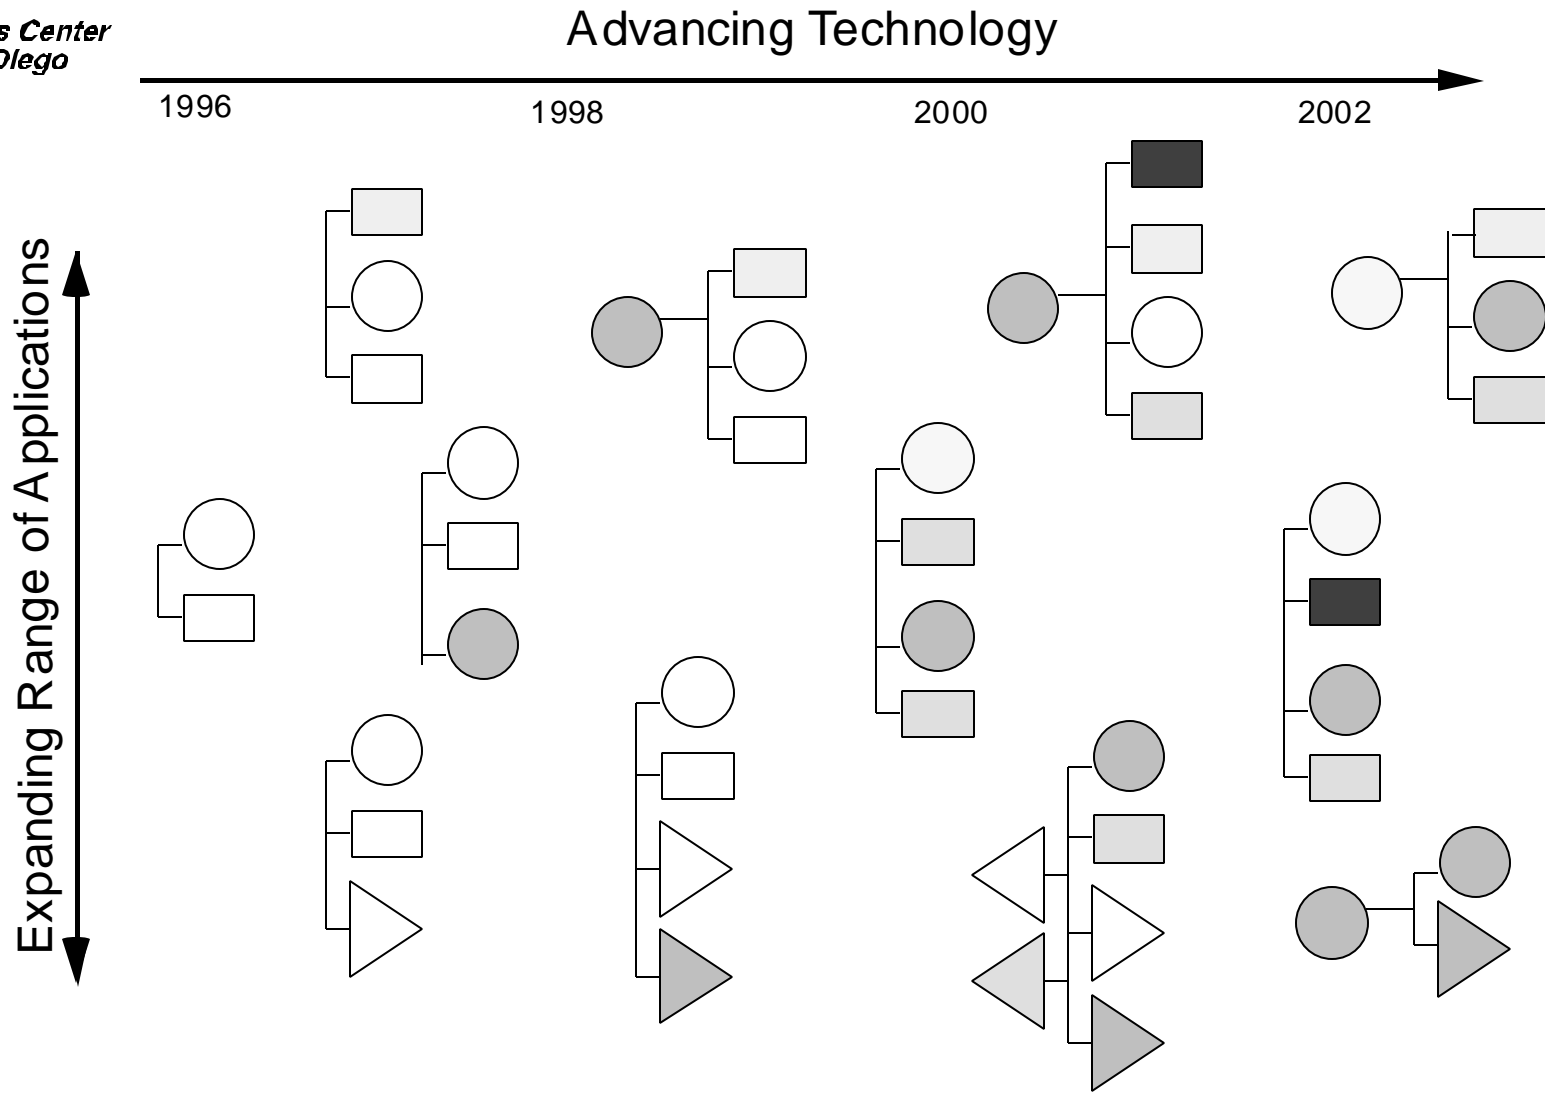 s Center
Diego
Advancing Technology
1996
1998
2000
2002
Expanding Range of Applications